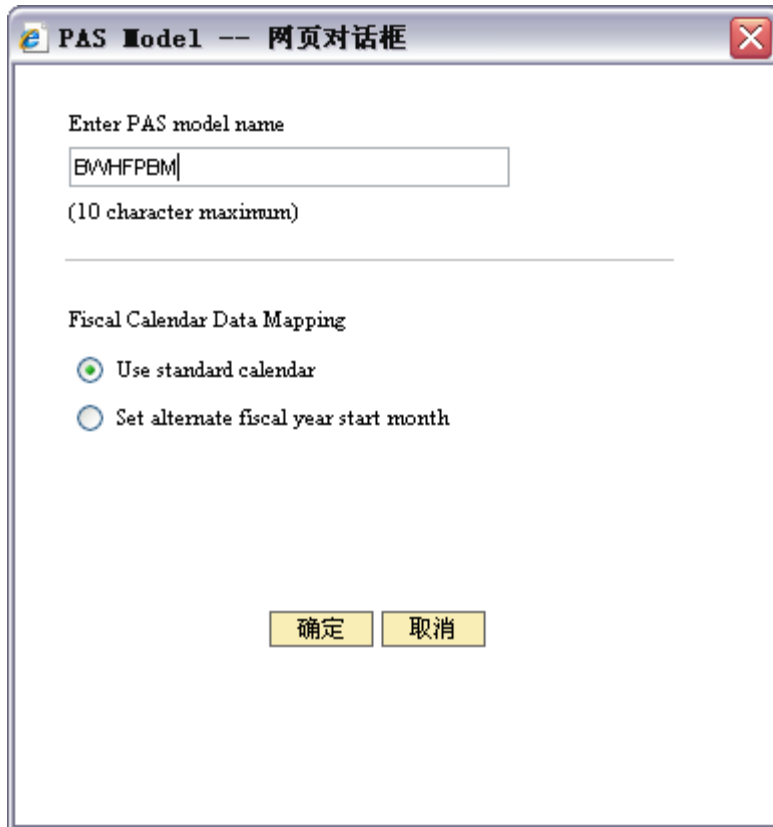 PAS Model -- 网页对话框
Enter PAS model name
BWHFPBM
(10 character maximum)
Fiscal Calendar Data Mapping
Use standard calendar
Set alternate fiscal year start month
确定 取消